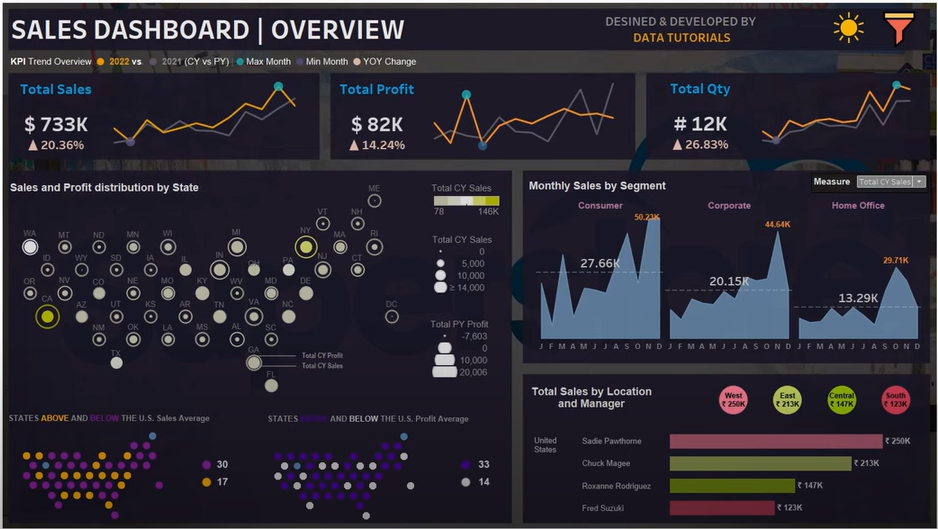 SALES DASHBOARD | OVERVIEW
DESINED & DEVELOPED BY
DATA TUTORIALS
KPI Trend Overview 2022 vs 2021 (CY vs PY) Max Month Min Month YOY Change
Total Sales
$ 733K
▲ 20.36%
Total Profit
$ 82K
▲ 14.24%
Total Qty
# 12K
▲ 26.83%
Sales and Profit distribution by State
ME
VT NH
WA MT ND MN WI MI NY MA RI
ID WY SD IA IL IN OH PA NJ CT
OR NV CO NE MO KY WV MD DE
CA AZ UT KS AR TN VA NC DC
NM OK LA MS AL SC
TX GA
FL
Total CY Profit
Total CY Sales
Total CY Sales
78 146K
Total CY Sales
0
5,000
10,000
≥ 14,000
Total PY Profit
-7,603
0
10,000
20,006
STATES ABOVE AND BELOW THE U.S. Sales Average
30
17
STATES AND BELOW THE U.S. Profit Average
33
14
Monthly Sales by Segment
Measure Total CY Sales
Consumer Corporate Home Office
50.23K
27.66K
44.64K
20.15K
29.71K
13.29K
J F M A M J J A S O N D J F M A M J J A S O N D J F M A M J J A S O N D
Total Sales by Location
and Manager
West
₹ 250K
East
₹ 213K
Central
₹ 147K
South
₹ 123K
United
States
Sadie Pawthorne ₹ 250K
Chuck Magee ₹ 213K
Roxanne Rodriguez ₹ 147K
Fred Suzuki ₹ 123K